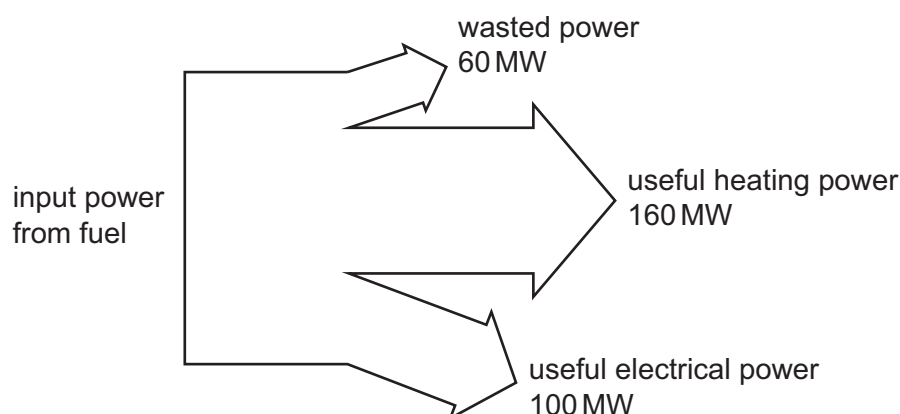 wasted power
60 MW
input power
from fuel
useful heating power
160 MW
useful electrical power
100 MW